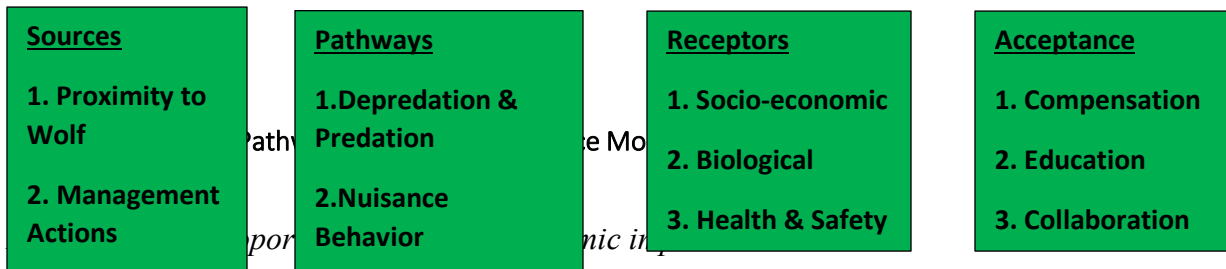 Sources
1. Proximity to
Wolf
2. Management
Actions
Pathways
1.Depredation &
Predation
2.Nuisance
Behavior
Receptors
1. Socio-economic
2. Biological
3. Health & Safety
Acceptance
1. Compensation
2. Education
3. Collaboration